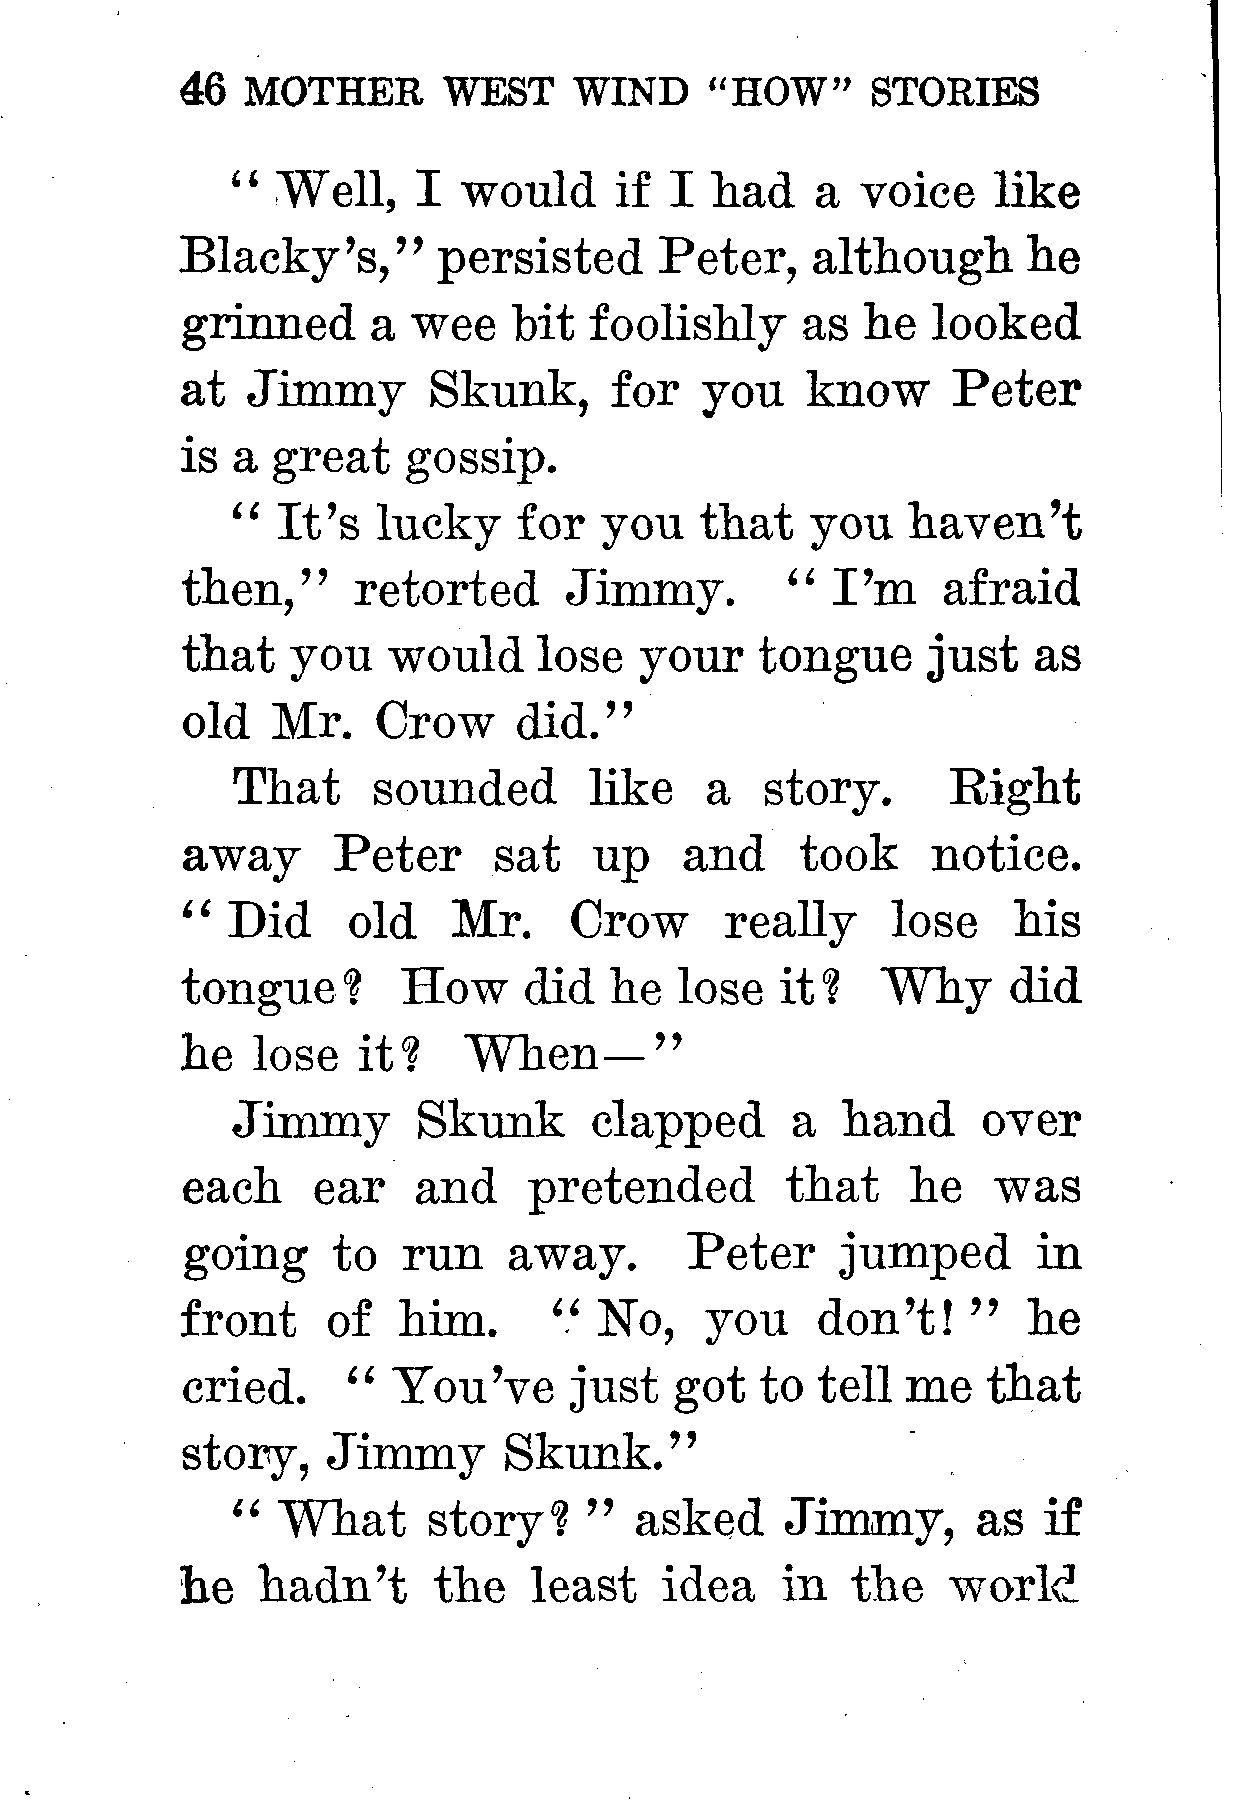 46 MOTHER WEST WIND "HOW" STORIES
"Well, I would if I had a voice like
Blacky's," persisted Peter, although he
grinned a wee bit foolishly as he looked
at Jimmy Skunk, for you know Peter
is a great gossip.
"It's lucky for you that you haven't
then," retorted Jimmy. "I'm afraid
that you would lose your tongue just as
old Mr. Crow did."
That sounded like a story. Right
away Peter sat up and took notice.
"Did old Mr. Crow really lose his
tongue? How did he lose it? Why did
he lose it? When—"
Jimmy Skunk clapped a hand over
each ear and pretended that he was
going to run away. Peter jumped in
front of him. "No, you don't!" he
cried. "You've just got to tell me that
story, Jimmy Skunk."
"What story?" asked Jimmy, as if
he hadn't the least idea in the world